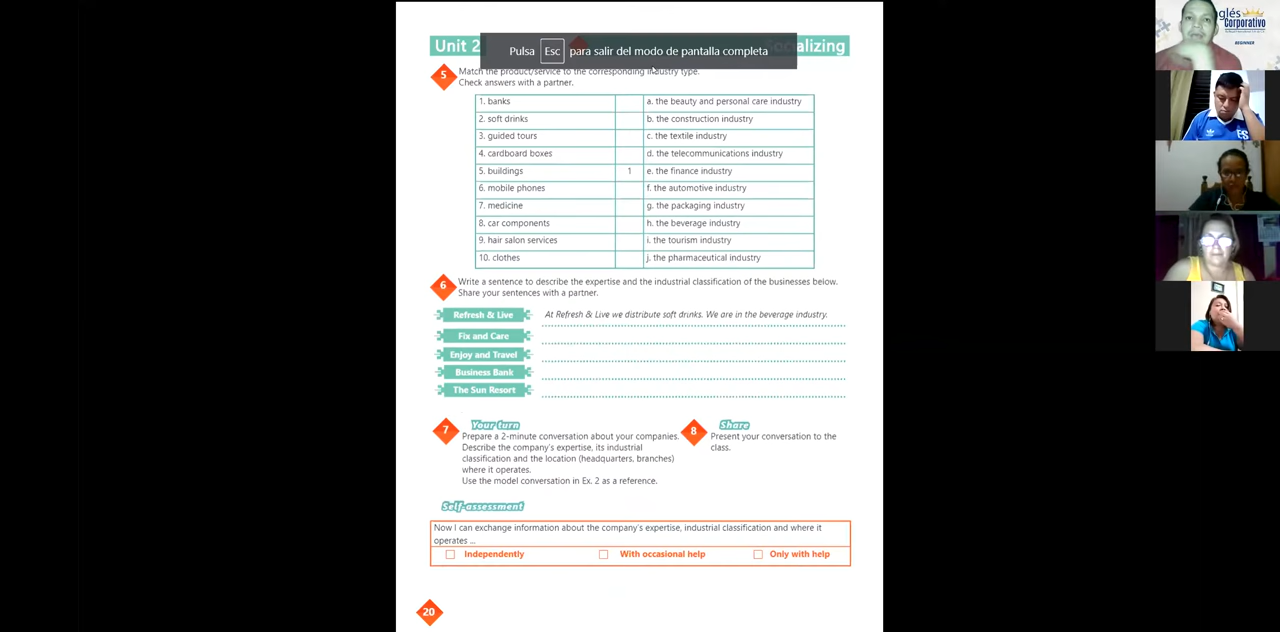 Unit 2
Socializing
Pulsa Esc para salir del modo de pantalla completa
5
Match the product/service to the corresponding industry type.
Check answers with a partner.
1. banks a. the beauty and personal care industry
2. soft drinks b. the construction industry
3. guided tours c. the textile industry
4. cardboard boxes d. the telecommunications industry
5. buildings 1 e. the finance industry
6. mobile phones f. the automotive industry
7. medicine g. the packaging industry
8. car components h. the beverage industry
9. hair salon services i. the tourism industry
10. clothes j. the pharmaceutical industry
6
Write a sentence to describe the expertise and the industrial classification of the businesses below.
Share your sentences with a partner.
Refresh & Live At Refresh & Live we distribute soft drinks. We are in the beverage industry.
Fix and Care
Enjoy and Travel
Business Bank
The Sun Resort
7
Your turn
Prepare a 2-minute conversation about your companies.
Describe the company's expertise, its industrial
classification and the location (headquarters, branches)
where it operates.
Use the model conversation in Ex. 2 as a reference.
8
Share
Present your conversation to the
class.
Self-assessment
Now I can exchange information about the company's expertise, industrial classification and where it
operates ...
Independently With occasional help Only with help
20
glés
Corporativo
BEGINNER
ES